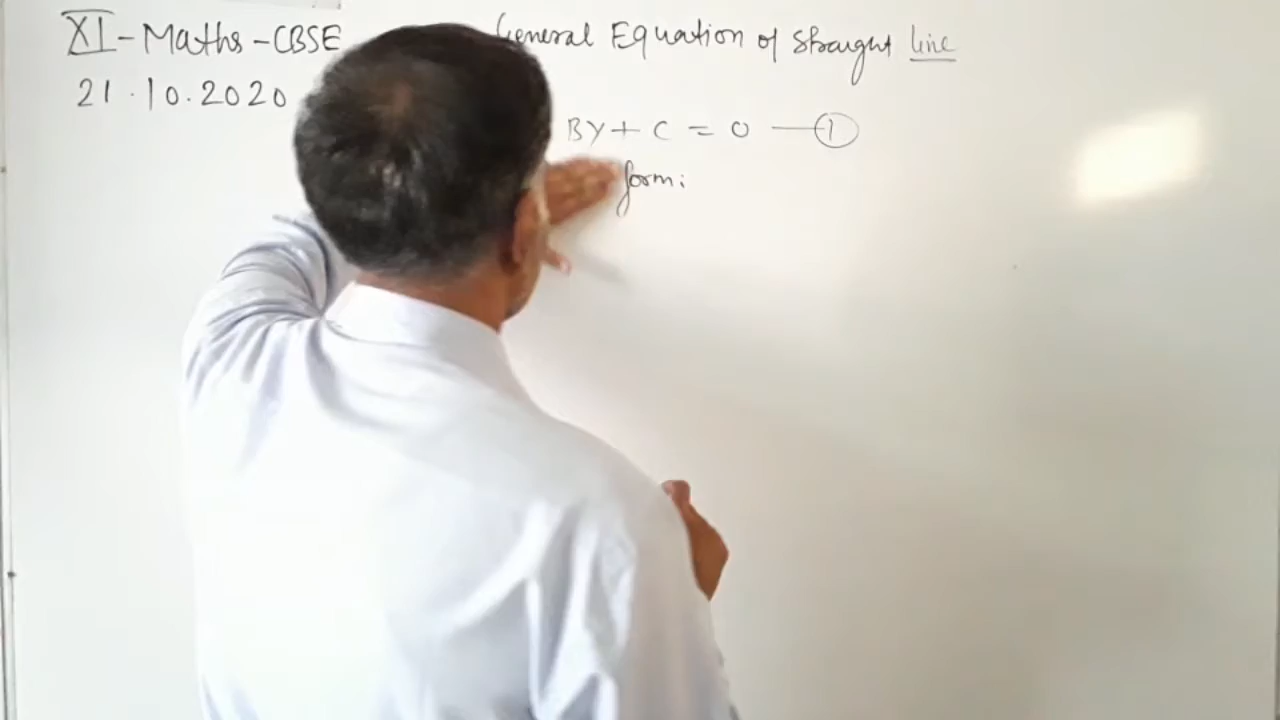 XI-Maths-CBSE
General Equation of Straight line
21.10.2020
BY + C = 0 — ①
form: